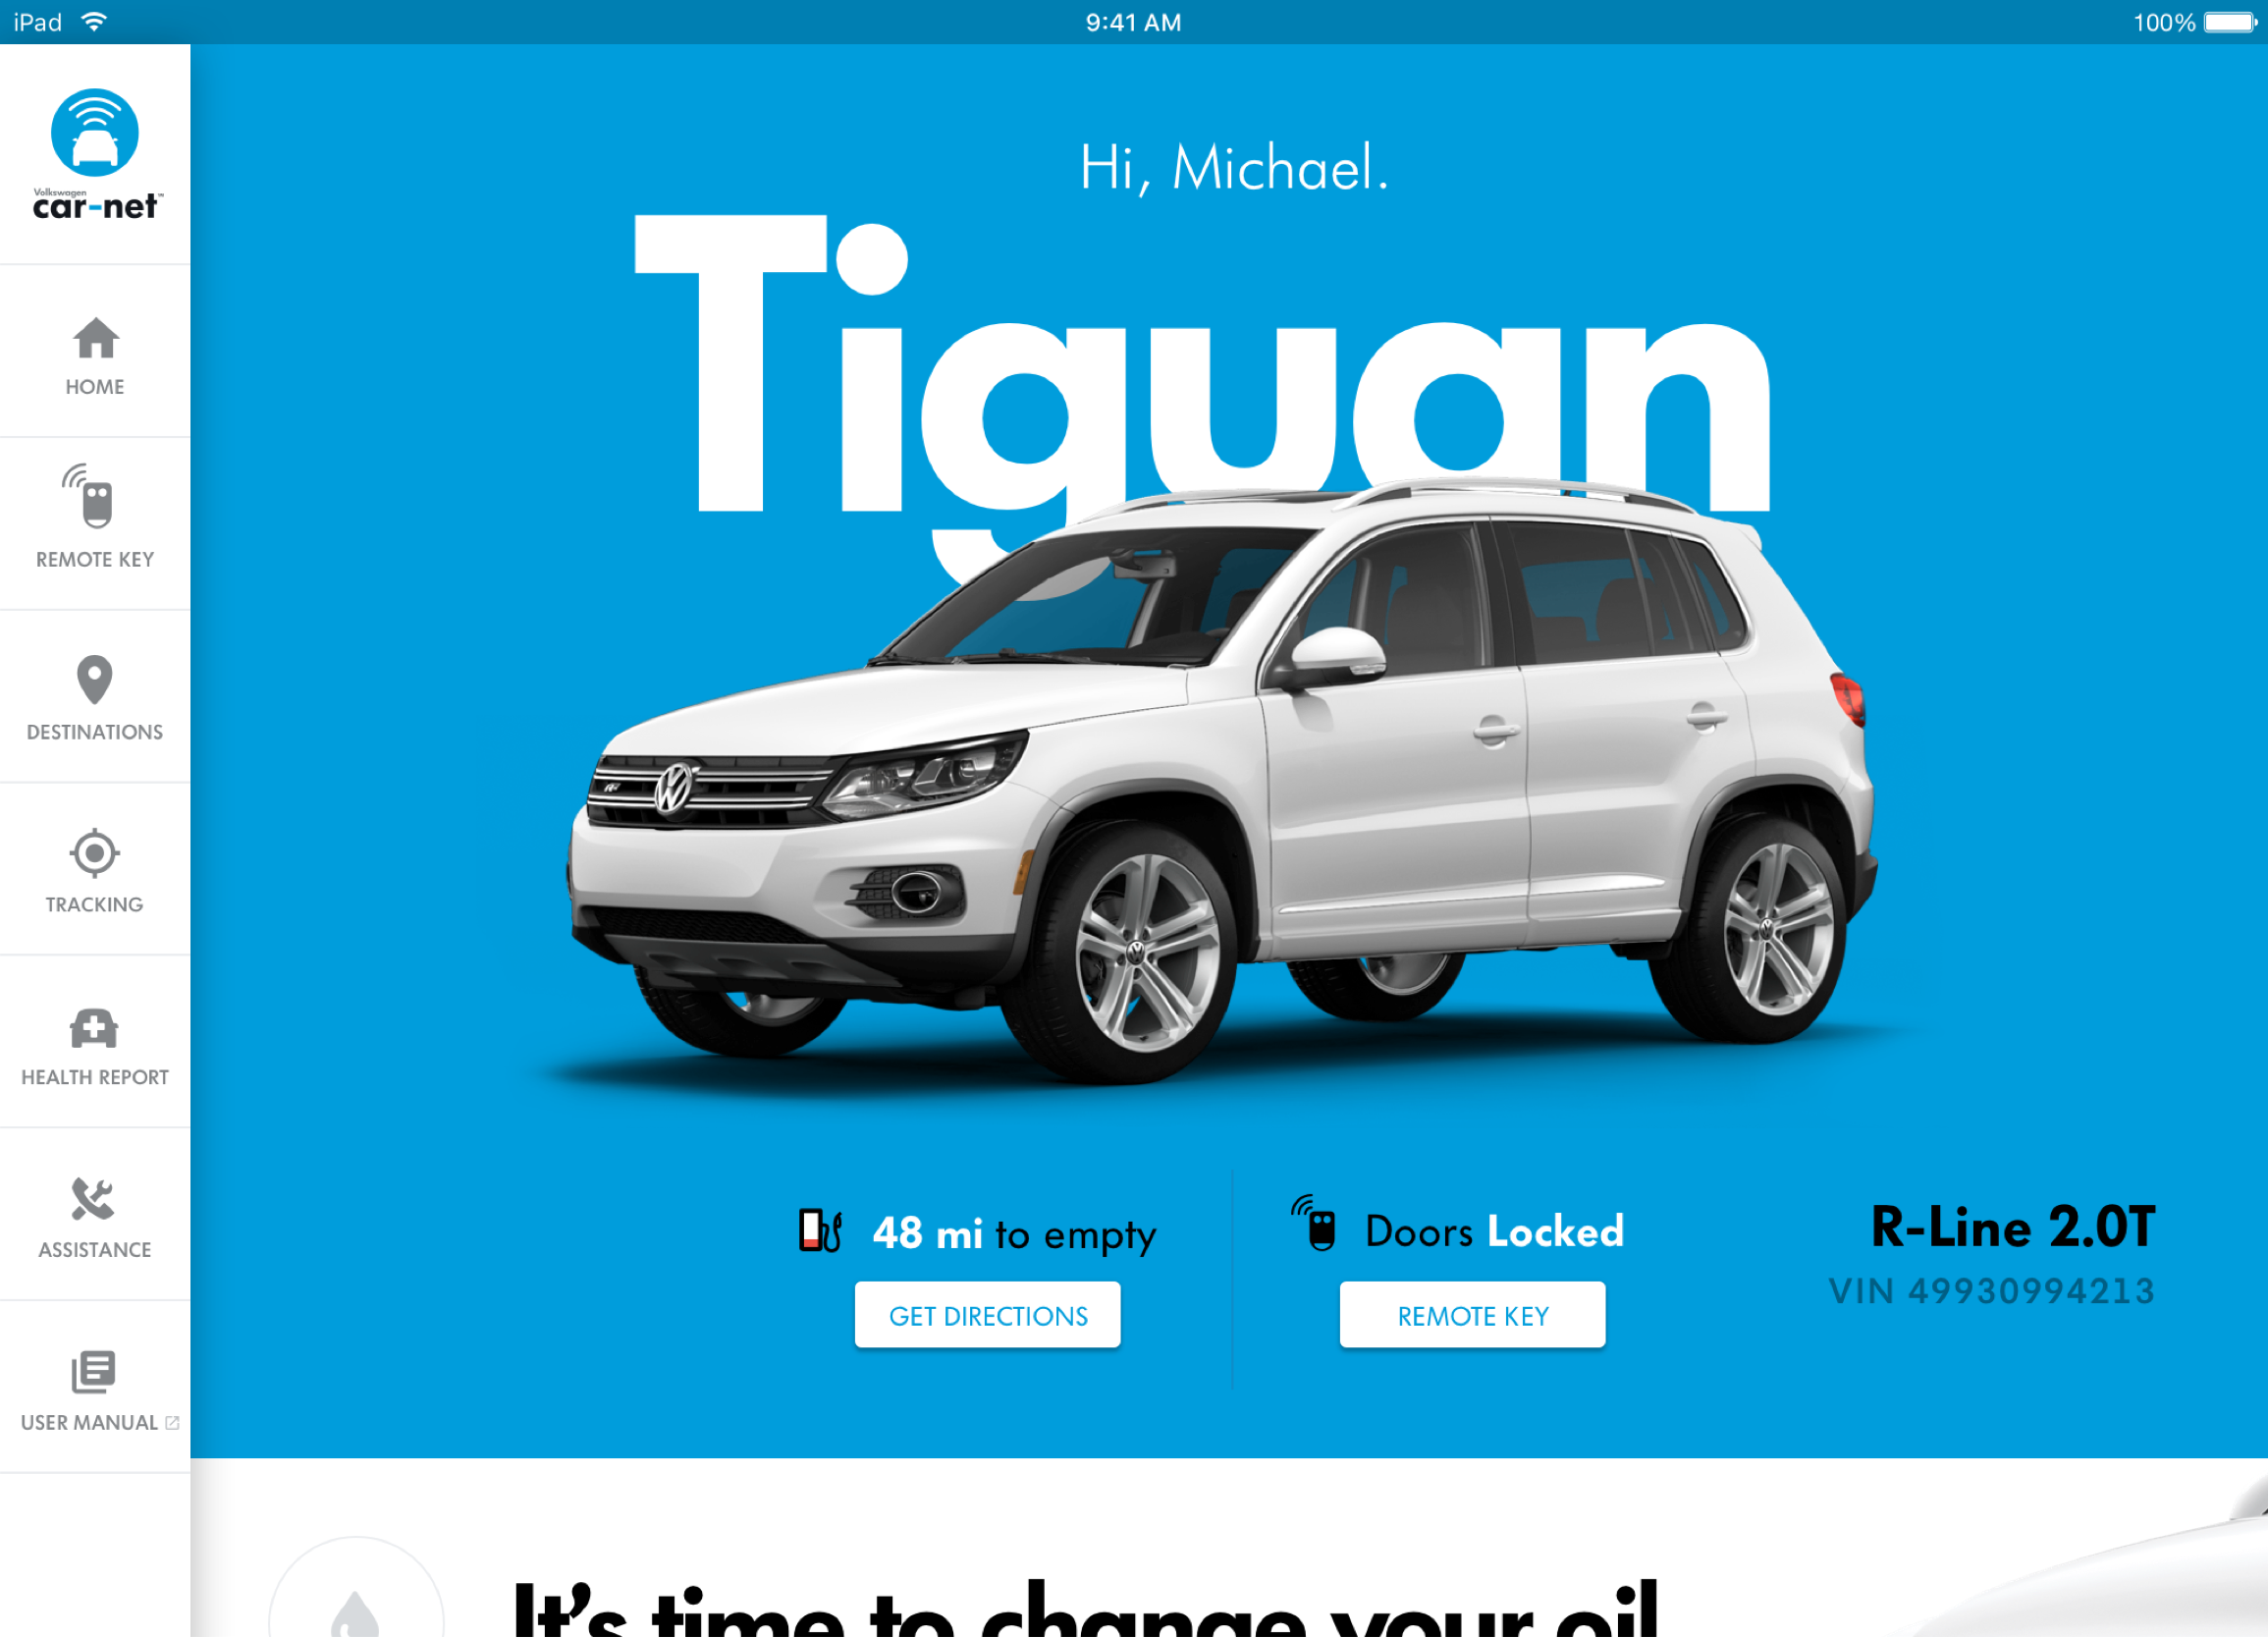 iPad
9:41 AM
100%
Volkswagen
car-net™
HOME
REMOTE KEY
DESTINATIONS
TRACKING
HEALTH REPORT
ASSISTANCE
USER MANUAL
Hi, Michael.
Tiguan
48 mi to empty
GET DIRECTIONS
Doors Locked
REMOTE KEY
R-Line 2.0T
VIN 49930994213
It's time to change your oil